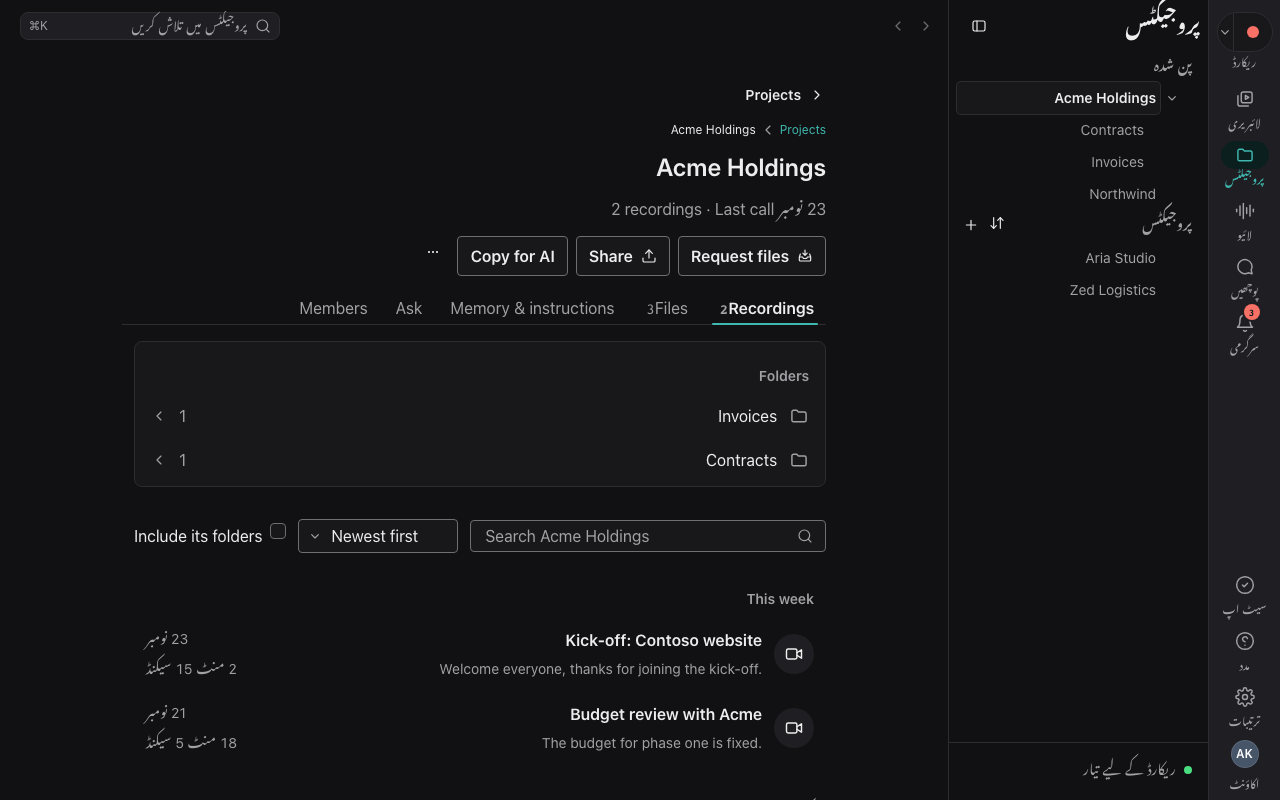 ریکارڈ
لائبریری
پروجیکٹس
لائیو
پوچھیں
3
سرگرمی
سیٹ اپ
مدد
ترتیبات
AK
اکاؤنٹ
پروجیکٹس
پن شدہ
Acme Holdings
Contracts
Invoices
Northwind
پروجیکٹس
Aria Studio
Zed Logistics
ریکارڈ کے لیے تیار
پروجیکٹس میں تلاش کریں
⌘K
Projects
Projects
Acme Holdings
Acme Holdings
2 recordings · Last call 23 نومبر
Request files
Share
Copy for AI
...
2Recordings
3Files
Memory & instructions
Ask
Members
Folders
Invoices 1
Contracts 1
Search Acme Holdings
Newest first
Include its folders
This week
Kick-off: Contoso website
23 نومبر
Welcome everyone, thanks for joining the kick-off.
2 منٹ 15 سیکنڈ
Budget review with Acme
21 نومبر
The budget for phase one is fixed.
18 منٹ 5 سیکنڈ